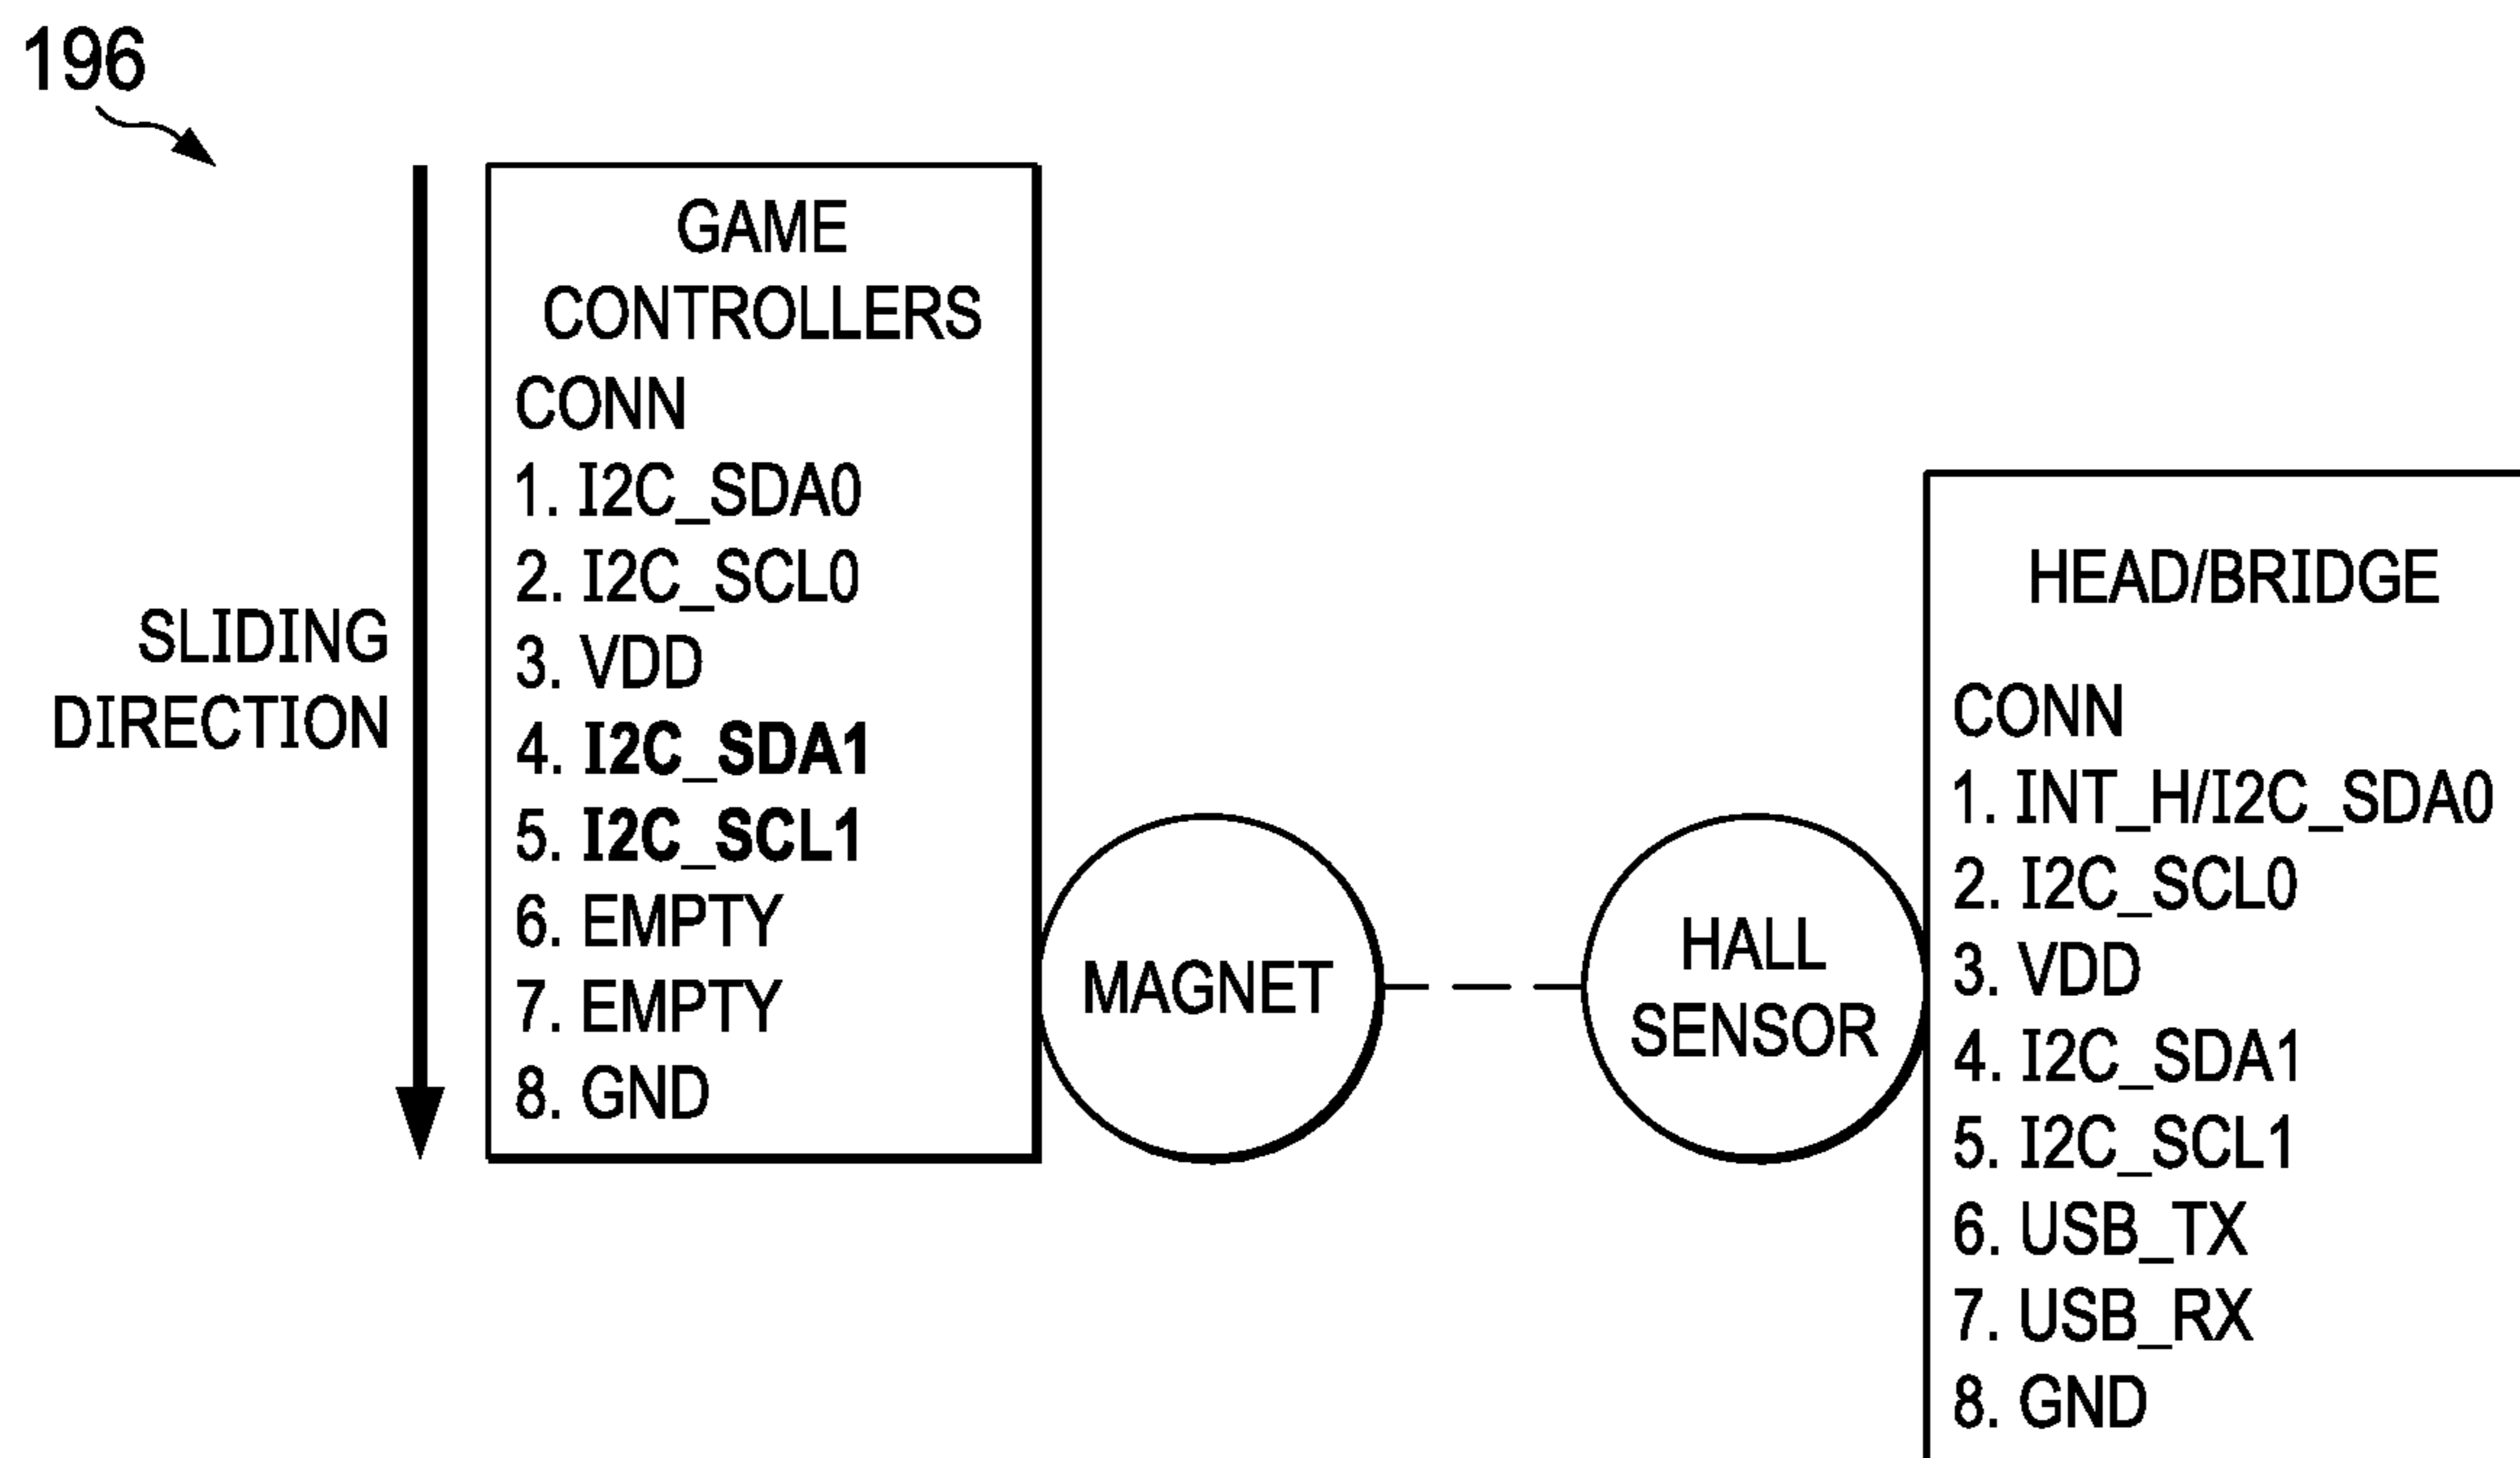 196
SLIDING
DIRECTION
GAME
CONTROLLERS
CONN
1. I2C_SDA0
2. I2C_SCL0
3. VDD
4. I2C_SDA1
5. I2C_SCL1
6. EMPTY
7. EMPTY
8. GND
MAGNET
HALL
SENSOR
HEAD/BRIDGE
CONN
1. INT_H/I2C_SDA0
2. I2C_SCL0
3. VDD
4. I2C_SDA1
5. I2C_SCL1
6. USB_TX
7. USB_RX
8. GND